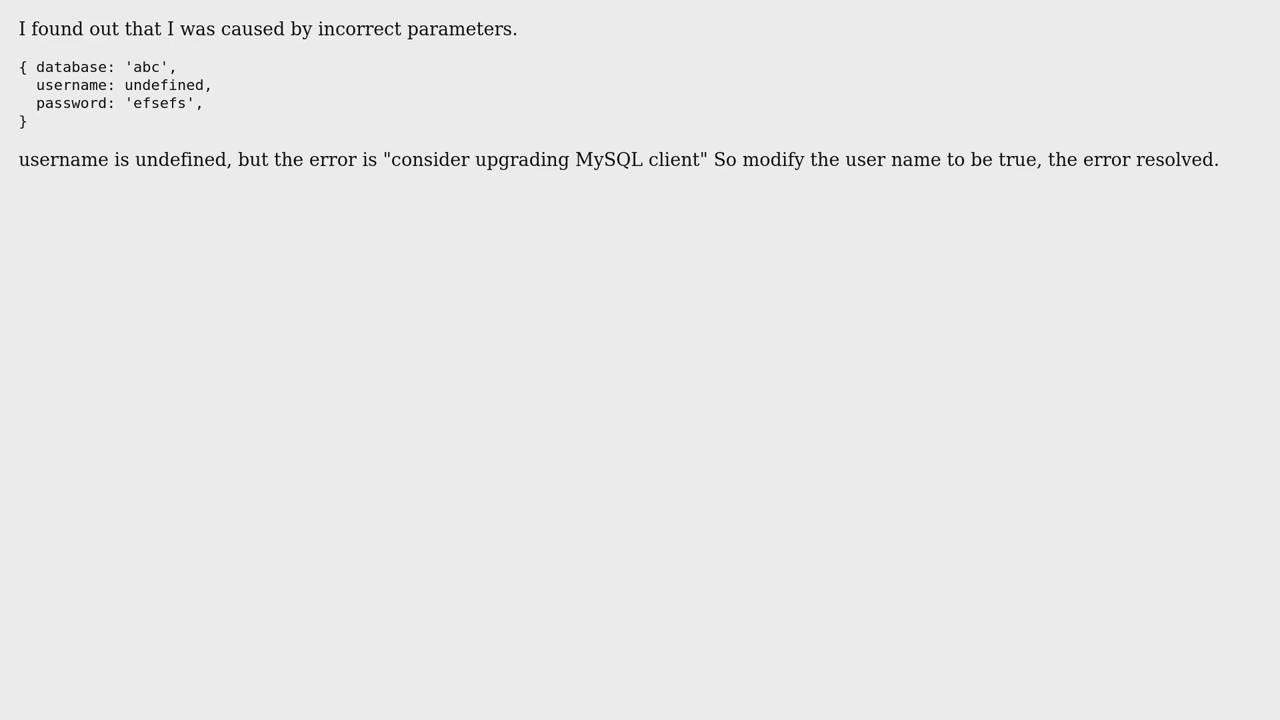 I found out that I was caused by incorrect parameters.
{ database: 'abc',
  username: undefined,
  password: 'efsefs',
}
username is undefined, but the error is "consider upgrading MySQL client" So modify the user name to be true, the error resolved.